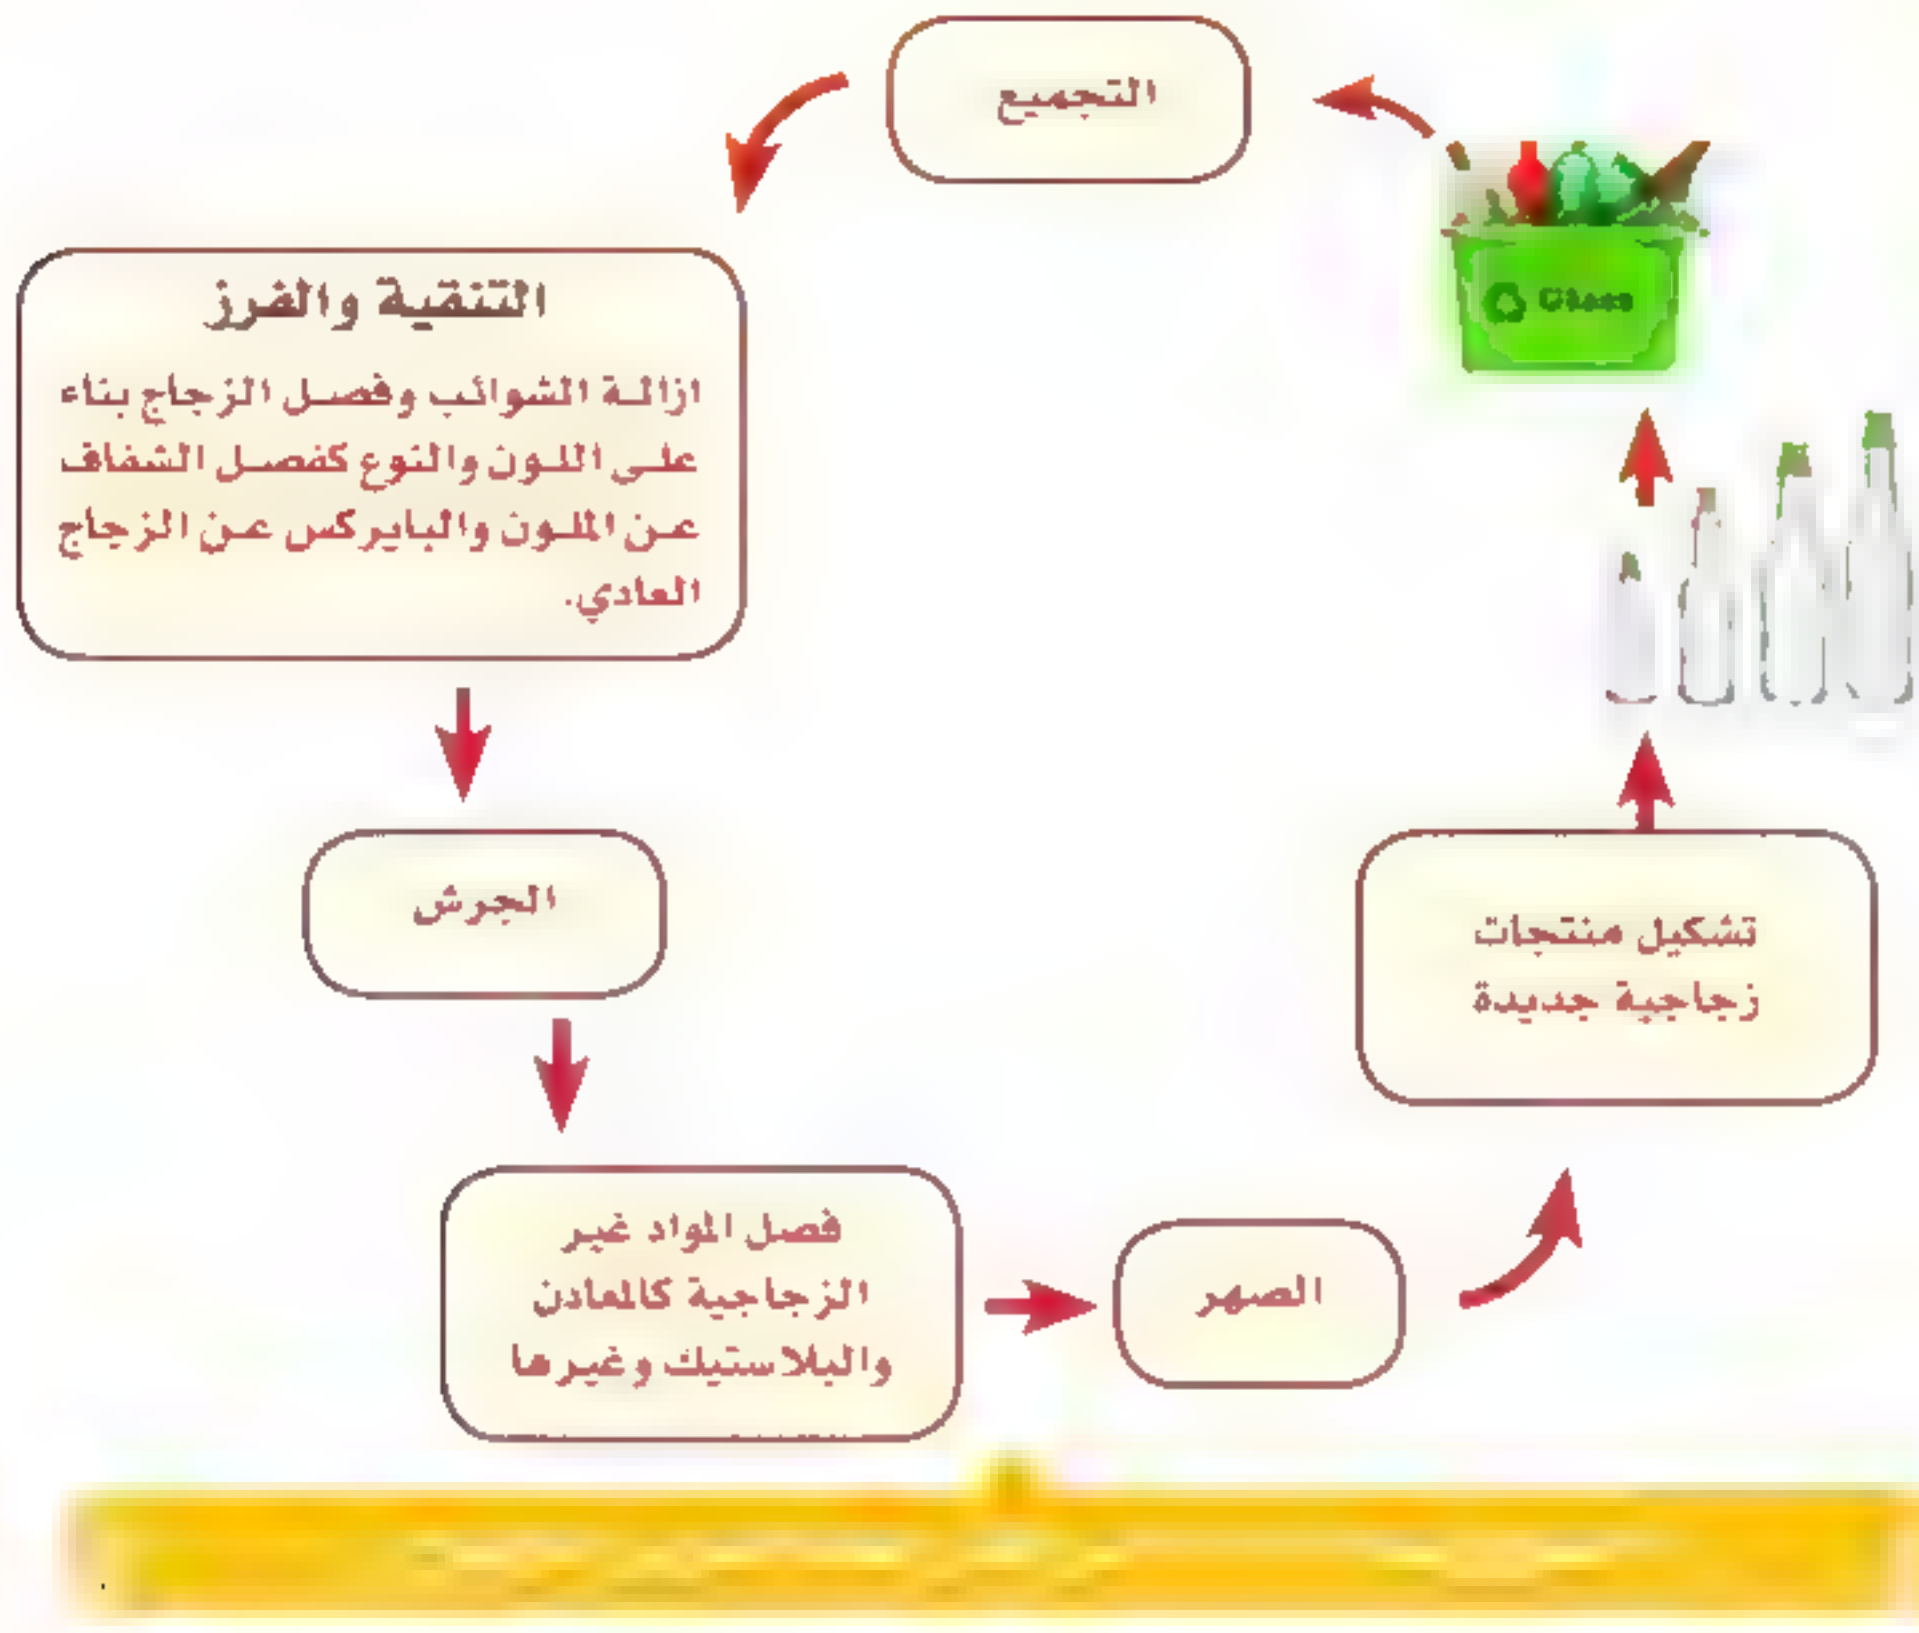 التجميع
Glass
التنقية والفرز
ازالة الشوائب وفصل الزجاج بناء
على اللون والنوع كفصل الشفاف
عن الملون والبايركس عن الزجاج
العادي.
الجرش
فصل المواد غير
الزجاجية كالمعادن
والبلاستيك وغيرها
الصهر
تشكيل منتجات
زجاجية جديدة